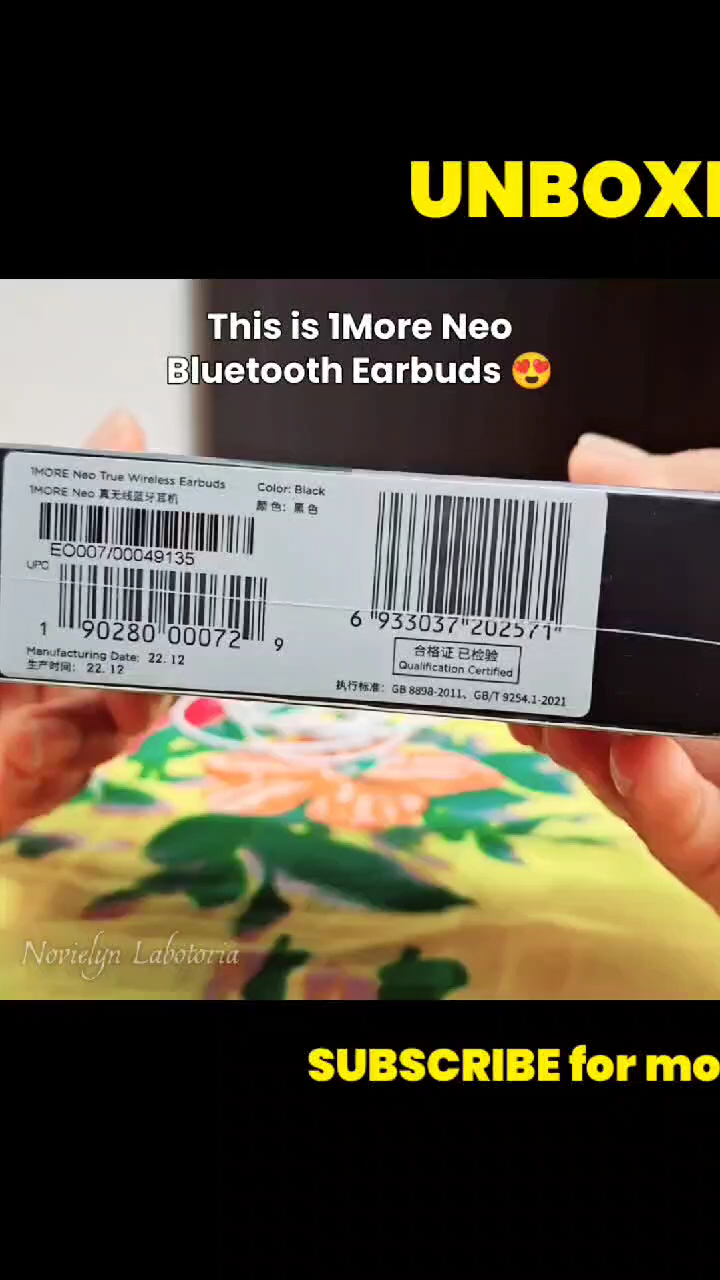 UNBOXI
This is 1More Neo
Bluetooth Earbuds 😍
1MORE Neo True Wireless Earbuds
1MORE Neo 真无线蓝牙耳机
Color: Black
颜色: 黑色
EO007/00049135
UPC
1 90280 00072 9
Manufacturing Date: 22.12
生产时间: 22.12
6 933037 202571
合格证 已检验
Qualification Certified
执行标准: GB 8898-2011、GB/T 9254.1-2021
Novielyn Labotoria
SUBSCRIBE for mo